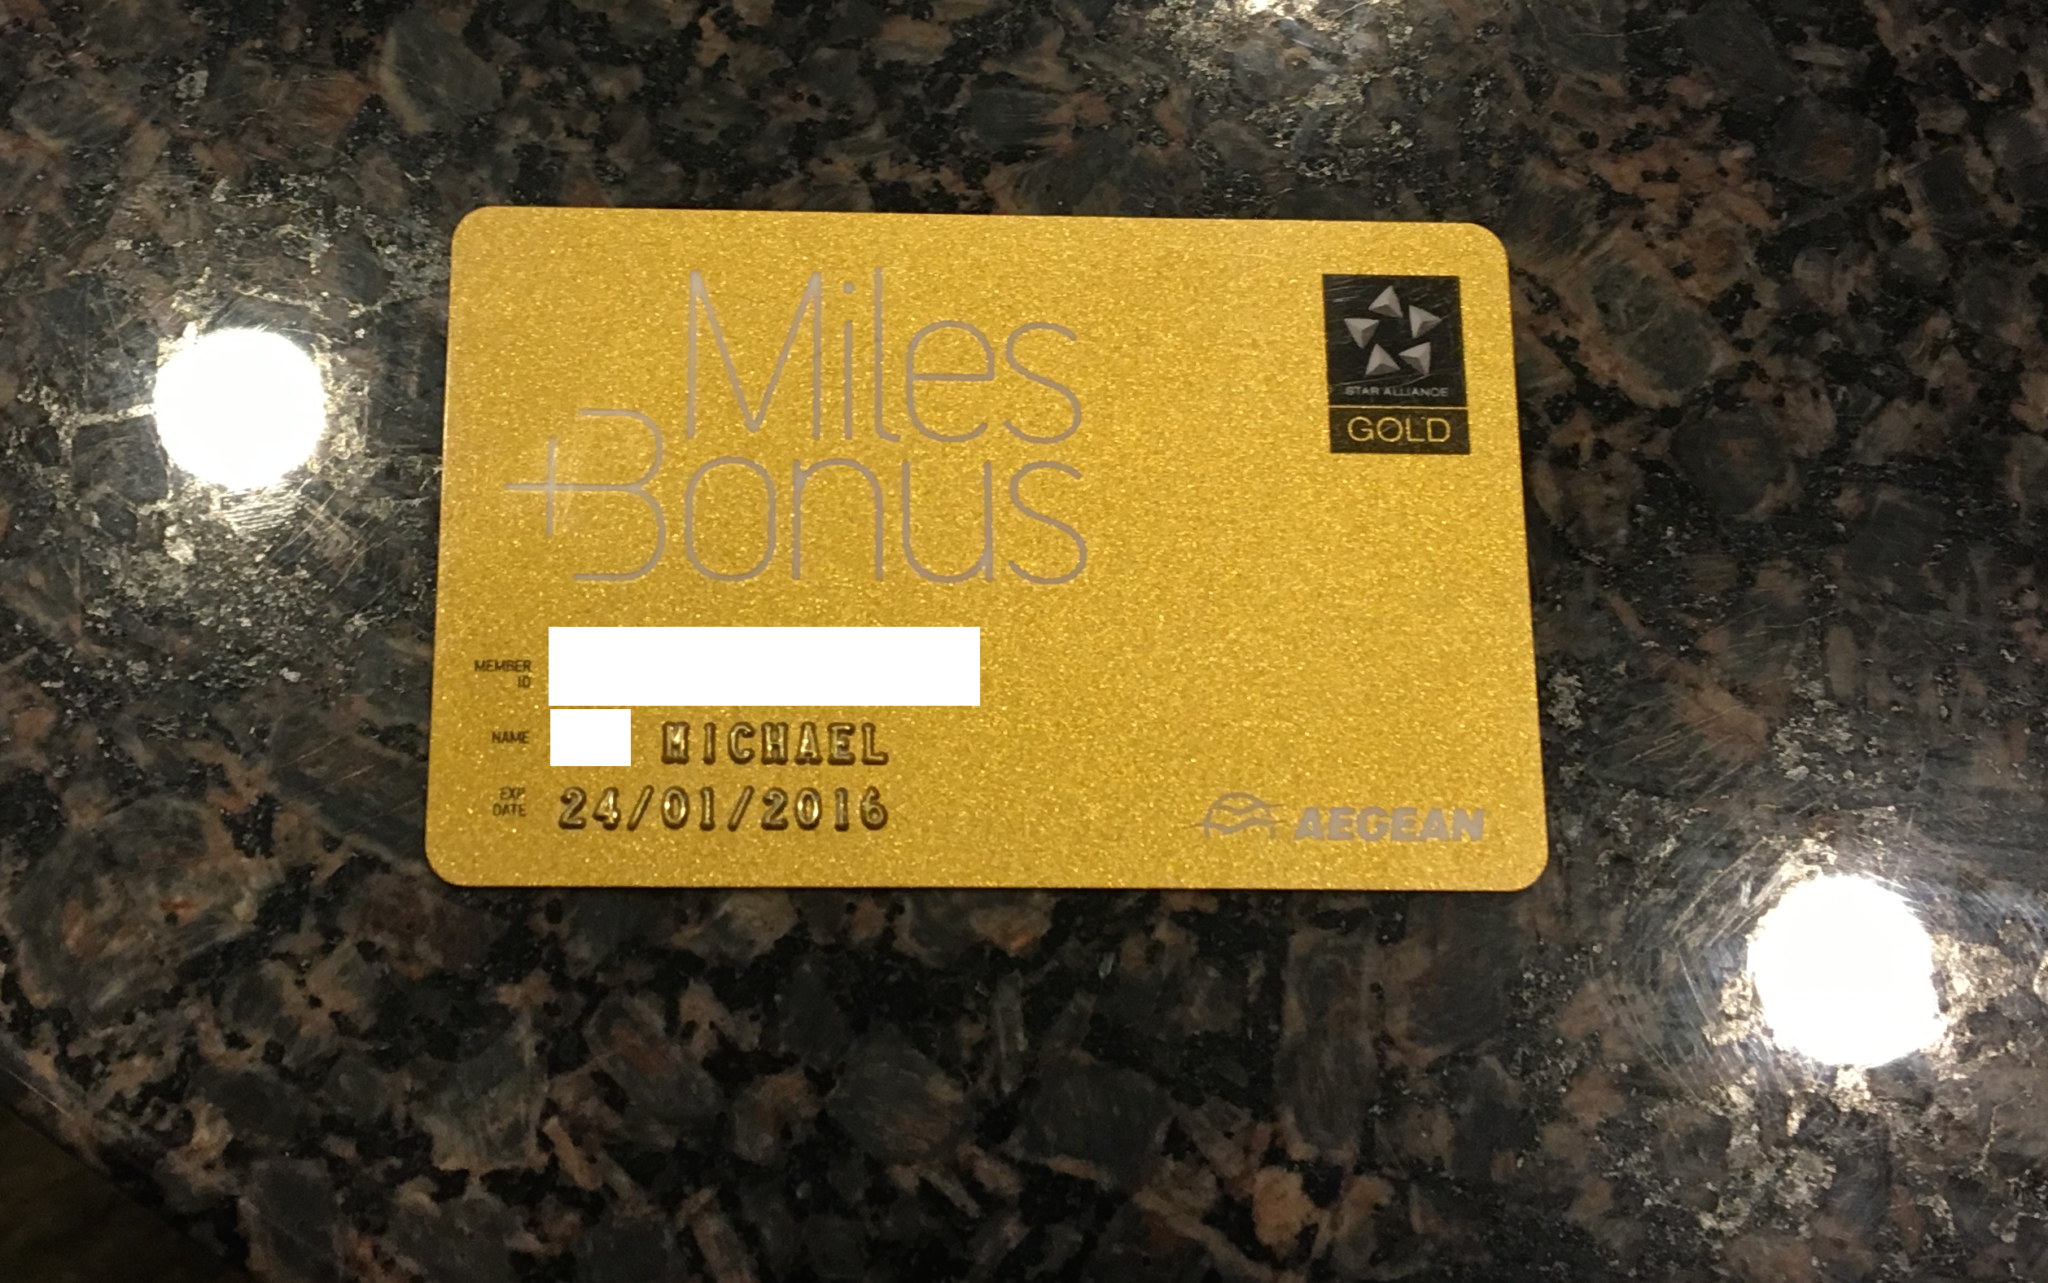 Miles
+Bonus
STAR ALLIANCE
GOLD
MEMBER
ID
NAME MICHAEL
EXP.
DATE 24/01/2016
AEGEAN